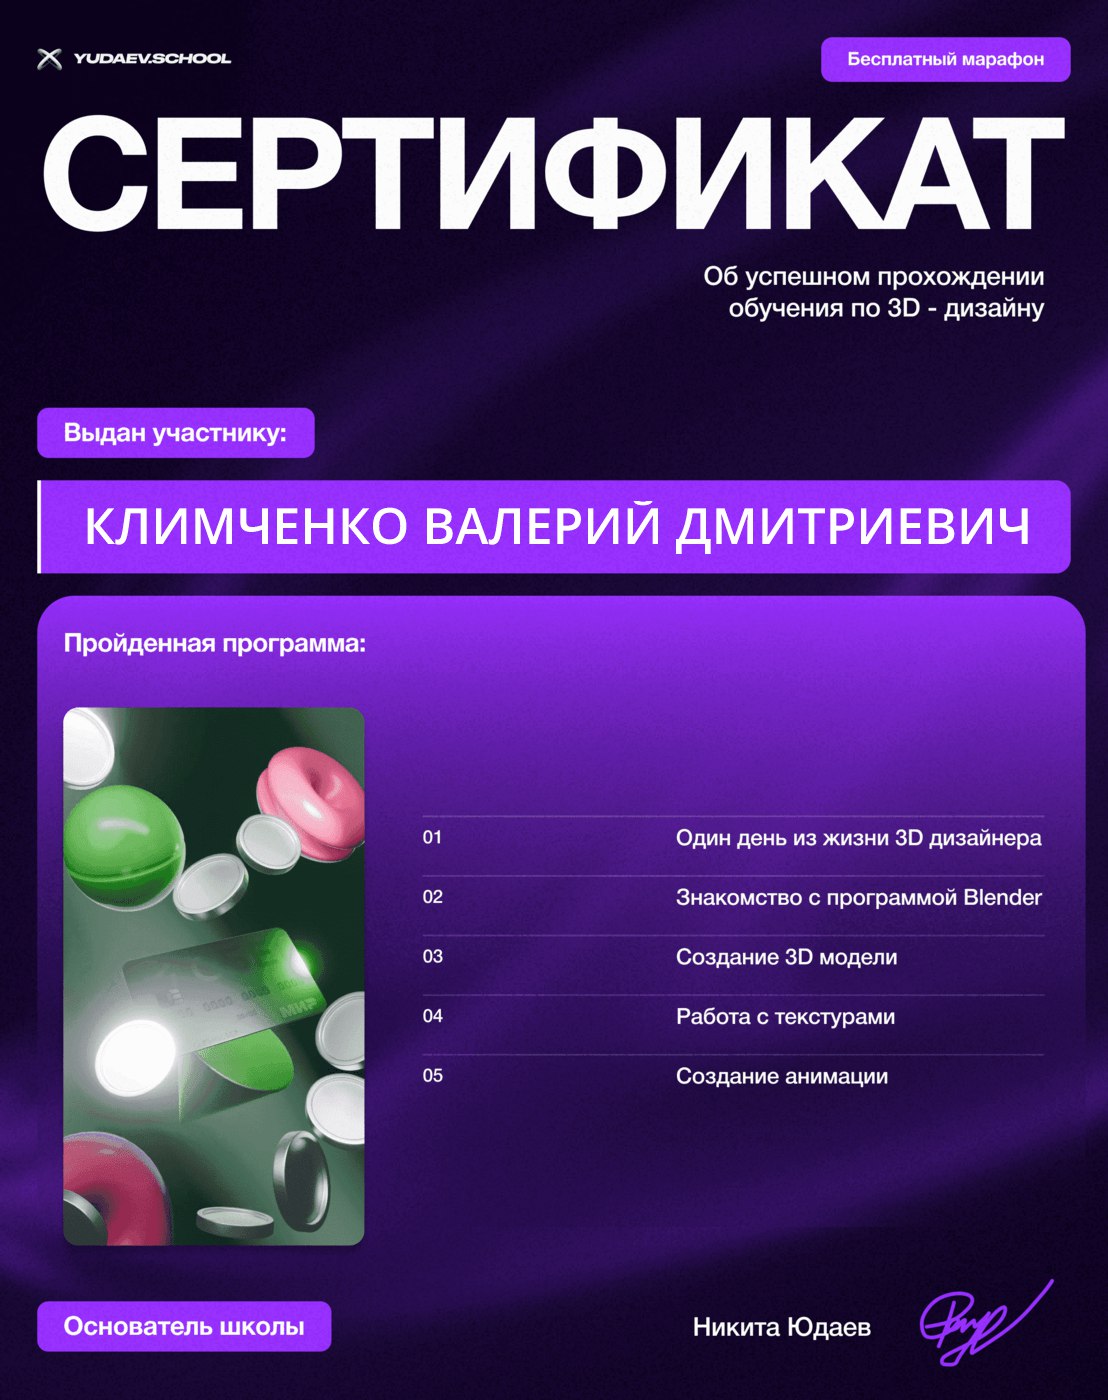 YUDAEV.SCHOOL
Бесплатный марафон
СЕРТИФИКАТ
Об успешном прохождении
обучения по 3D - дизайну
Выдан участнику:
КЛИМЧЕНКО ВАЛЕРИЙ ДМИТРИЕВИЧ
Пройденная программа:
01 Один день из жизни 3D дизайнера
02 Знакомство с программой Blender
03 Создание 3D модели
04 Работа с текстурами
05 Создание анимации
Основатель школы
Никита Юдаев